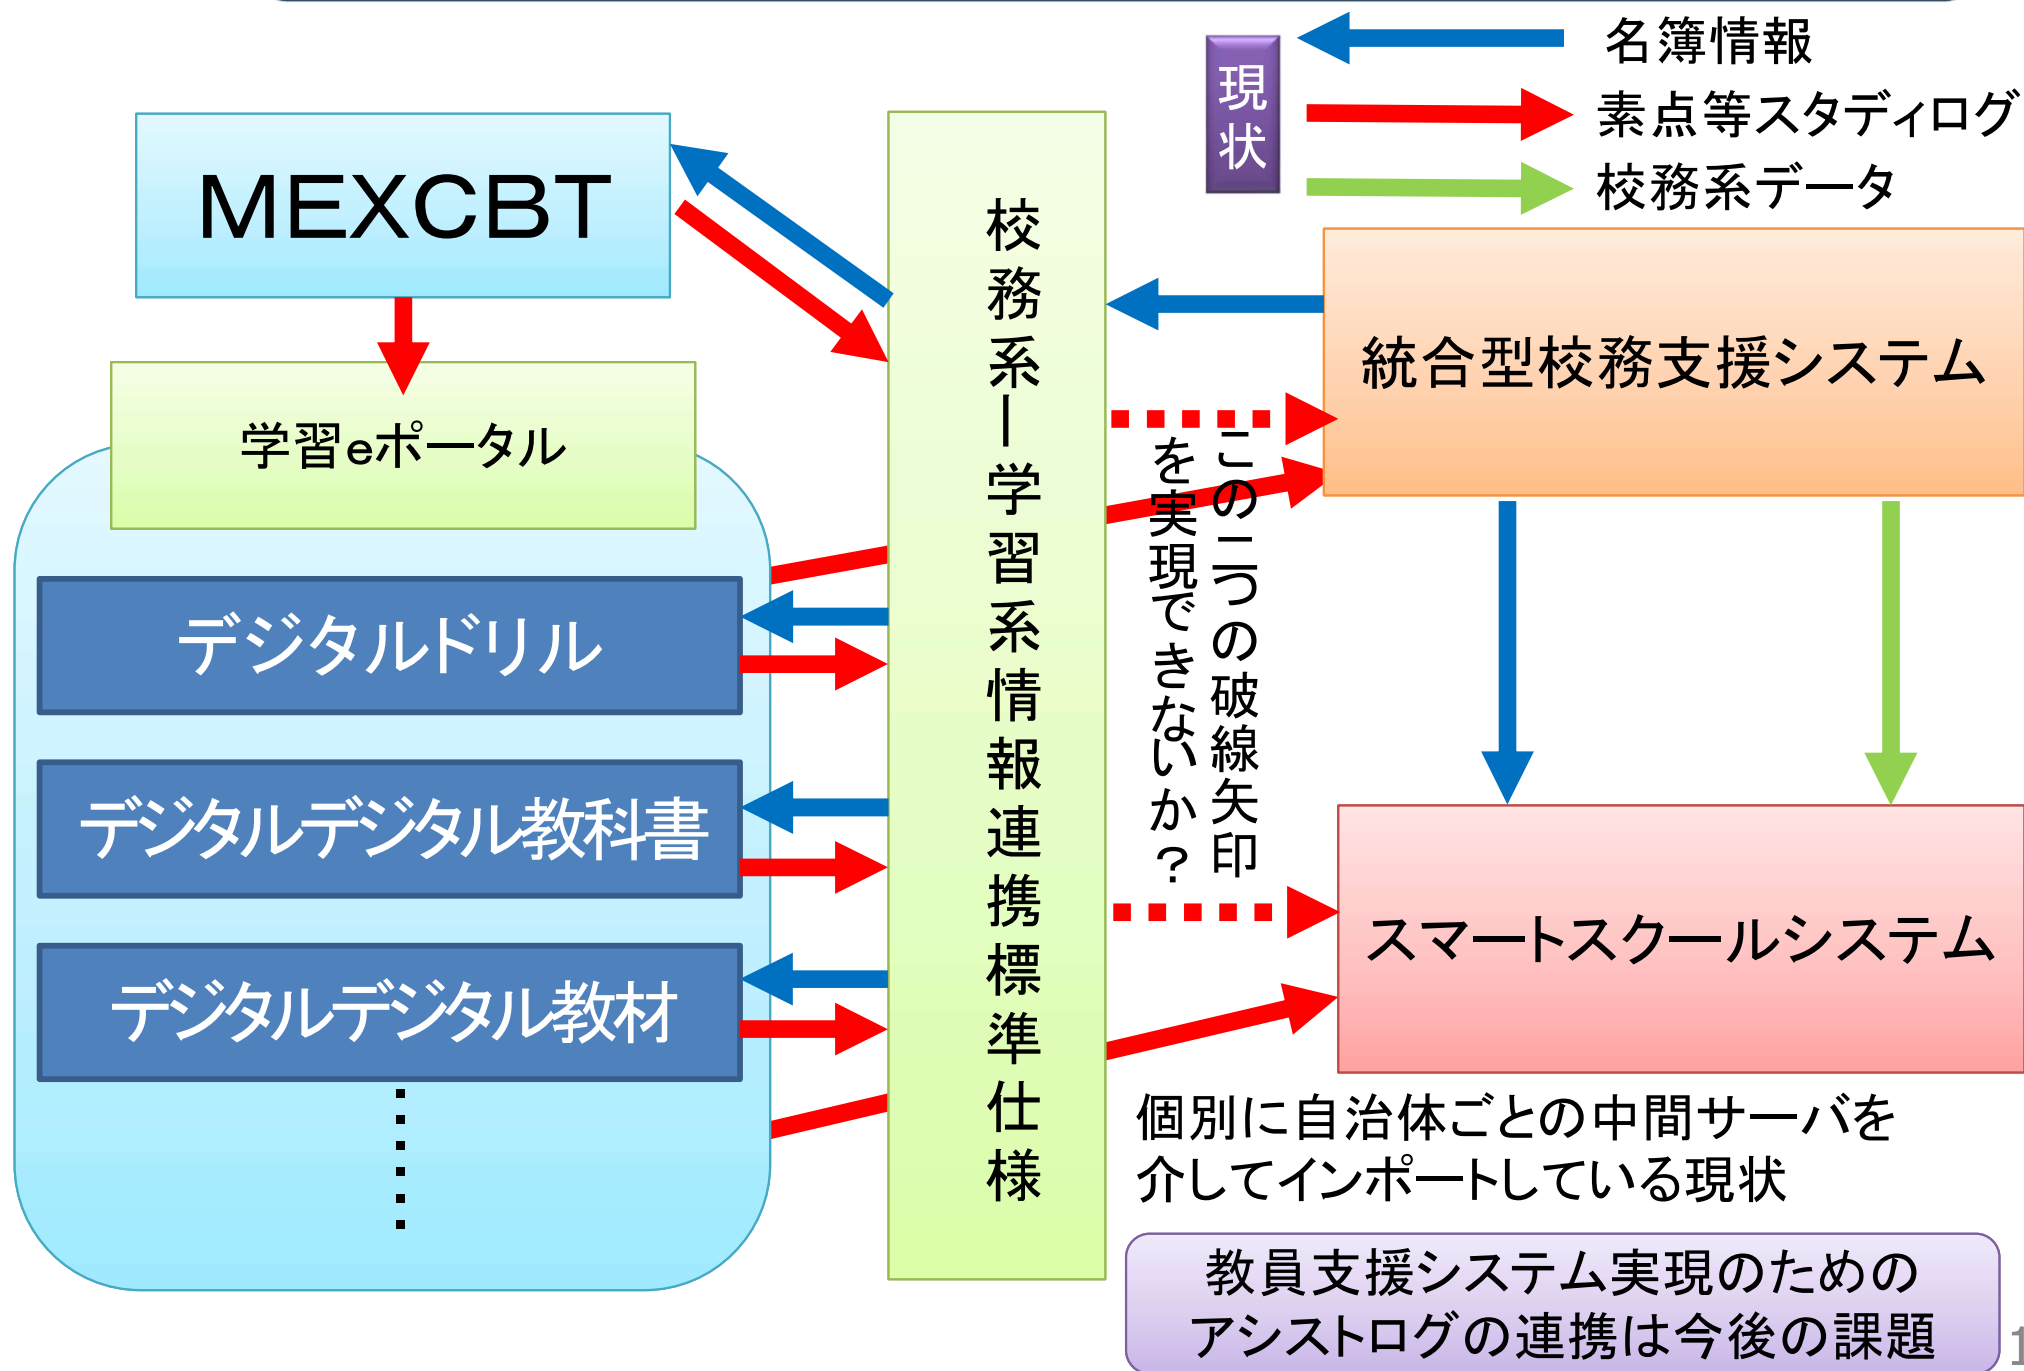 現状
名簿情報
素点等スタディログ
校務系データ
MEXCBT
学習eポータル
デジタルドリル
デジタルデジタル教科書
デジタルデジタル教材
校務系ー学習系情報連携標準仕様
統合型校務支援システム
この二つの破線矢印
を実現できないか？
スマートスクールシステム
個別に自治体ごとの中間サーバを
介してインポートしている現状
教員支援システム実現のための
アシストログの連携は今後の課題